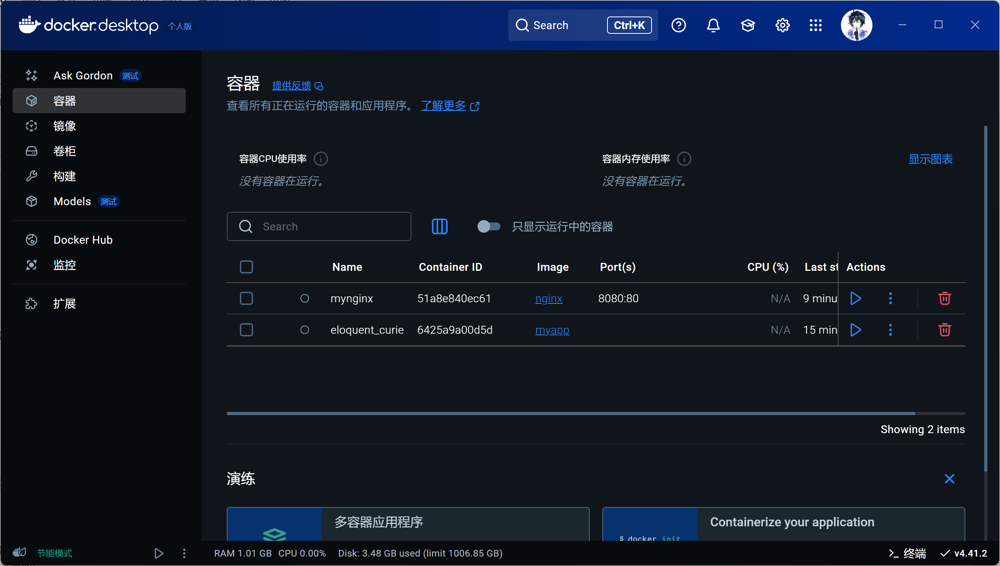 docker desktop 个人版
Search Ctrl+K
Ask Gordon 测试
容器
镜像
卷柜
构建
Models 测试
Docker Hub
监控
扩展
容器 提供反馈
查看所有正在运行的容器和应用程序。 了解更多
容器CPU使用率
没有容器在运行。
容器内存使用率
没有容器在运行。
显示图表
Search
只显示运行中的容器
Name Container ID Image Port(s) CPU (%) Last st Actions
mynginx 51a8e840ec61 nginx 8080:80 N/A 9 minu
eloquent_curie 6425a9a00d5d myapp N/A 15 min
Showing 2 items
演练
多容器应用程序
Containerize your application
$ docker init
节能模式
RAM 1.01 GB CPU 0.00% Disk: 3.48 GB used (limit 1006.85 GB)
终端 v4.41.2